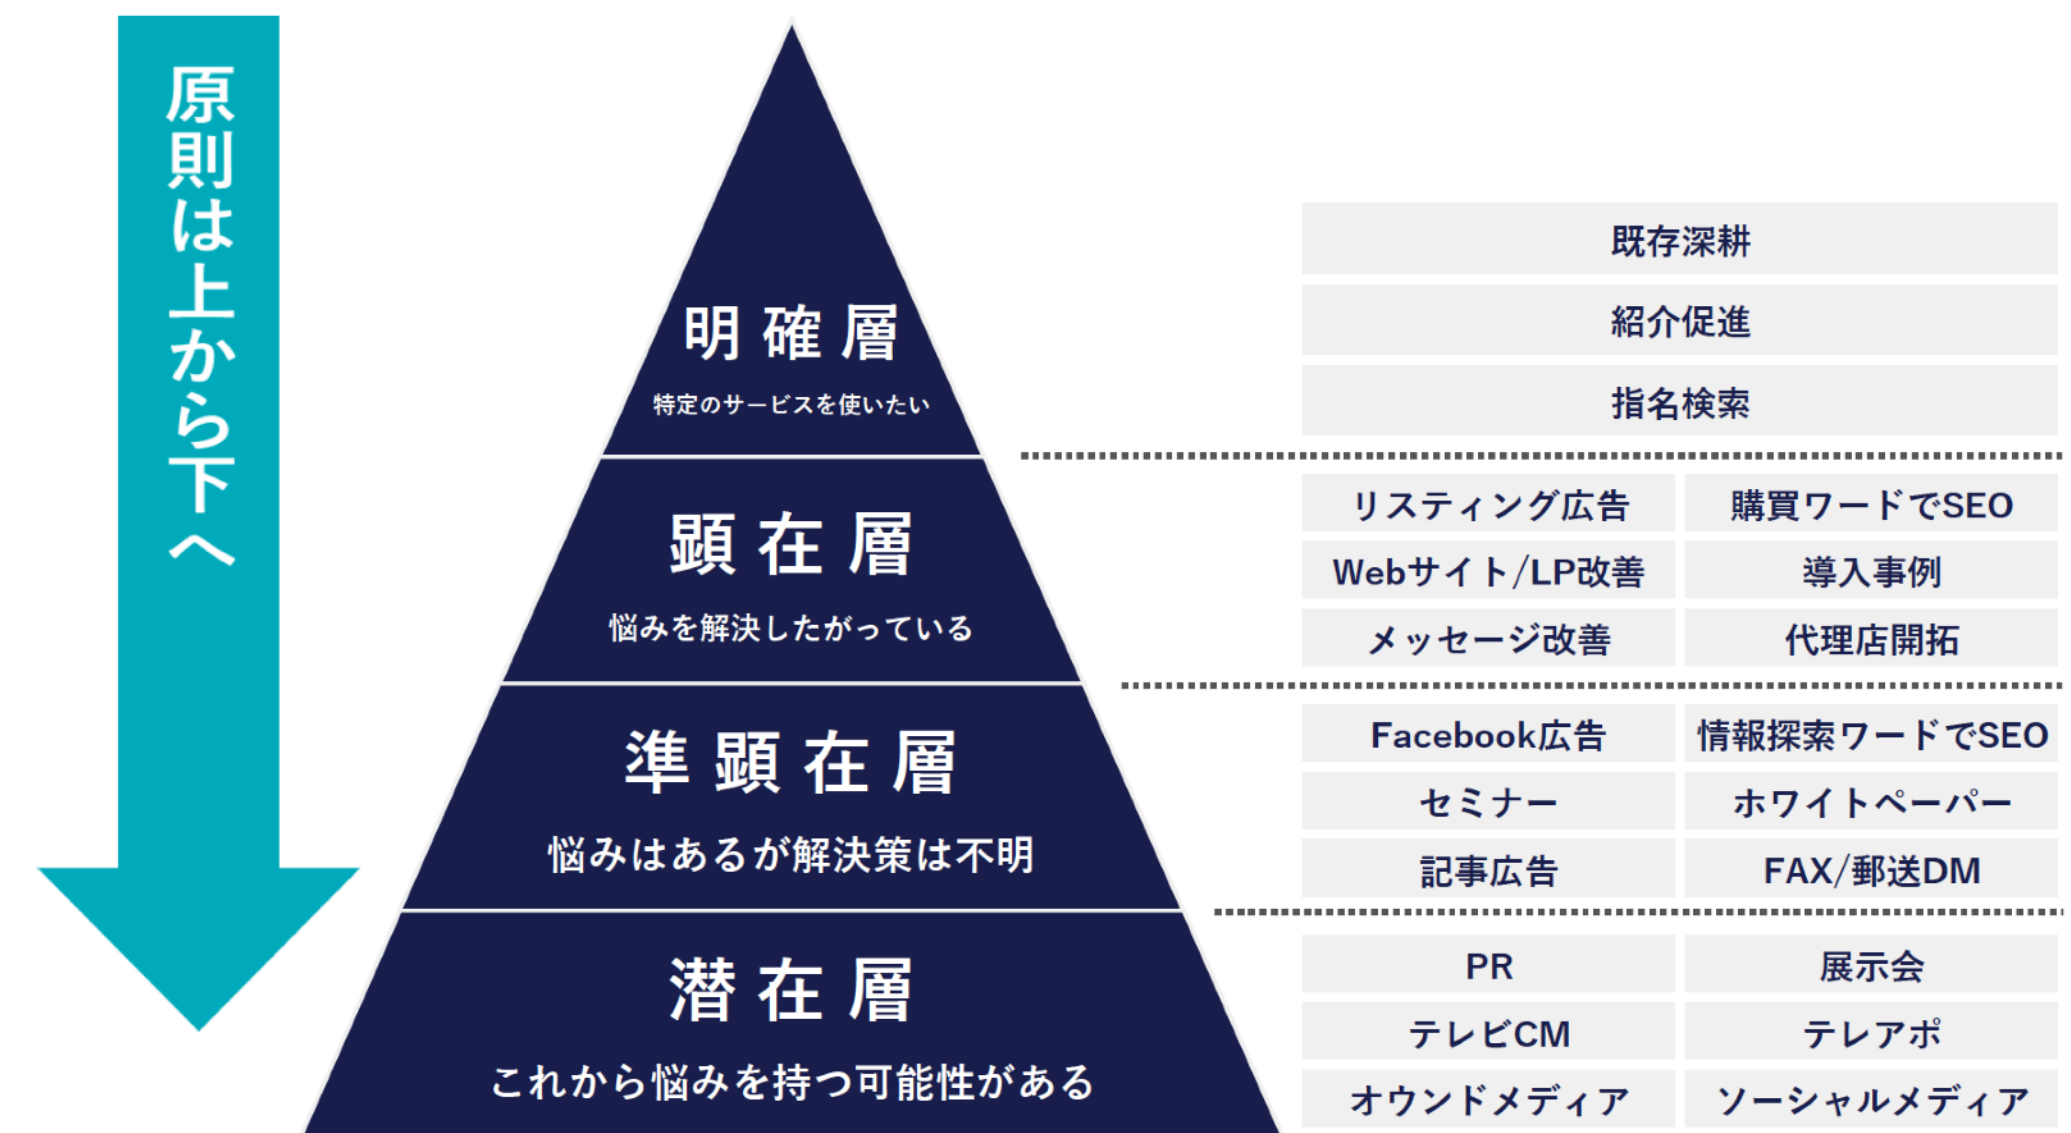 原則は上から下へ
明確層
特定のサービスを使いたい
既存深耕
紹介促進
指名検索
顕在層
悩みを解決したがっている
リスティング広告
購買ワードでSEO
Webサイト/LP改善
導入事例
メッセージ改善
代理店開拓
準顕在層
悩みはあるが解決策は不明
Facebook広告
情報探索ワードでSEO
セミナー
ホワイトペーパー
記事広告
FAX/郵送DM
潜在層
これから悩みを持つ可能性がある
PR
展示会
テレビCM
テレアポ
オウンドメディア
ソーシャルメディア